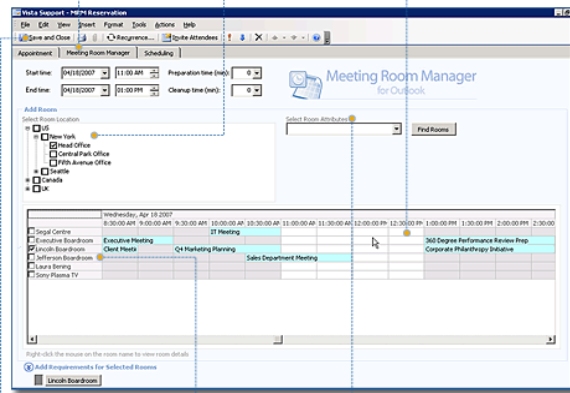 Vista Support - MRM Reservation
File Edit View Insert Format Tools Actions Help
Save and Close Recurrence... Invite Attendees
Appointment Meeting Room Manager Scheduling
Start time: 04/18/2007 11:00 AM Preparation time (min): 0
End time: 04/18/2007 01:00 PM Cleanup time (min): 0
Meeting Room Manager
for Outlook
Add Room
Select Room Location
US
New York
Head Office
Central Park Office
Fifth Avenue Office
Seattle
Canada
UK
Select Room Attributes
Find Rooms
Wednesday, Apr 18 2007
8:30:00 AM 9:00:00 AM 9:30:00 AM 10:00:00 AM 10:30:00 AM 11:00:00 AM 11:30:00 AM 12:00:00 PM 12:30:00 PM 1:00:00 PM 1:30:00 PM 2:00:00 PM 2:30:00
Segal Centre IT Meeting
Executive Boardroom Executive Meeting 360 Degree Performance Review Prep
Lincoln Boardroom Client Meetin Q4 Marketing Planning Corporate Philanthropy Initiative
Jefferson Boardroom Sales Department Meeting
Laura Bening
Sony Plasma TV
Right-click the mouse on the room name to view room details
Add Requirements for Selected Rooms
Lincoln Boardroom